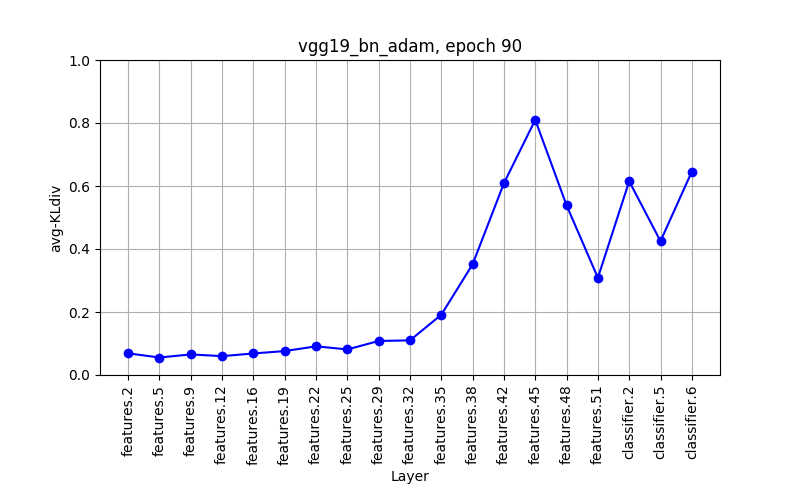 vgg19_bn_adam, epoch 90
1.0
0.8
0.6
0.4
0.2
0.0
avg-KLdiv
features.2
features.5
features.9
features.12
features.16
features.19
features.22
features.25
features.29
features.32
features.35
features.38
features.42
features.45
features.48
features.51
classifier.2
classifier.5
classifier.6
Layer